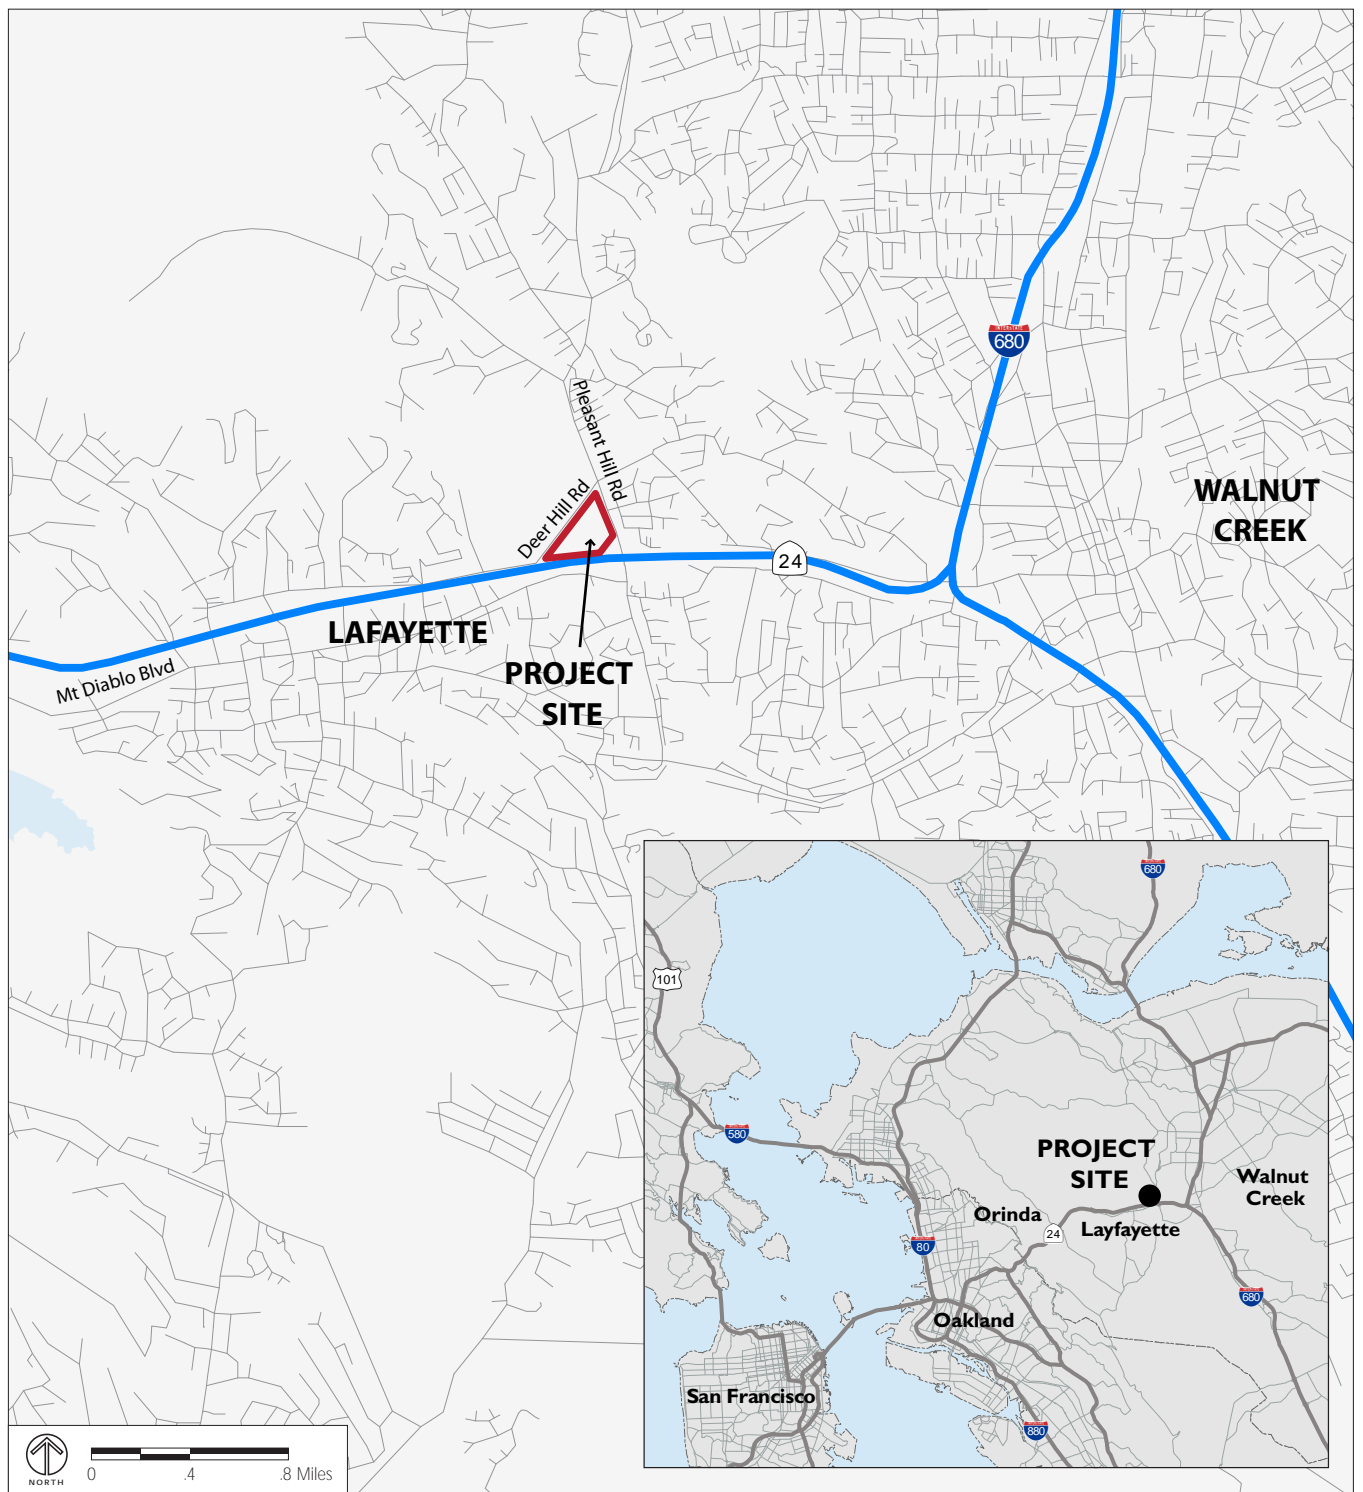 INTERSTATE
680
Pleasant Hill Rd
Deer Hill Rd
WALNUT
CREEK
24
LAFAYETTE
PROJECT
SITE
Mt Diablo Blvd
680
101
580
PROJECT
SITE
Walnut
Creek
Orinda
24
Layfayette
80
680
Oakland
San Francisco
880
NORTH
0 .4 .8 Miles